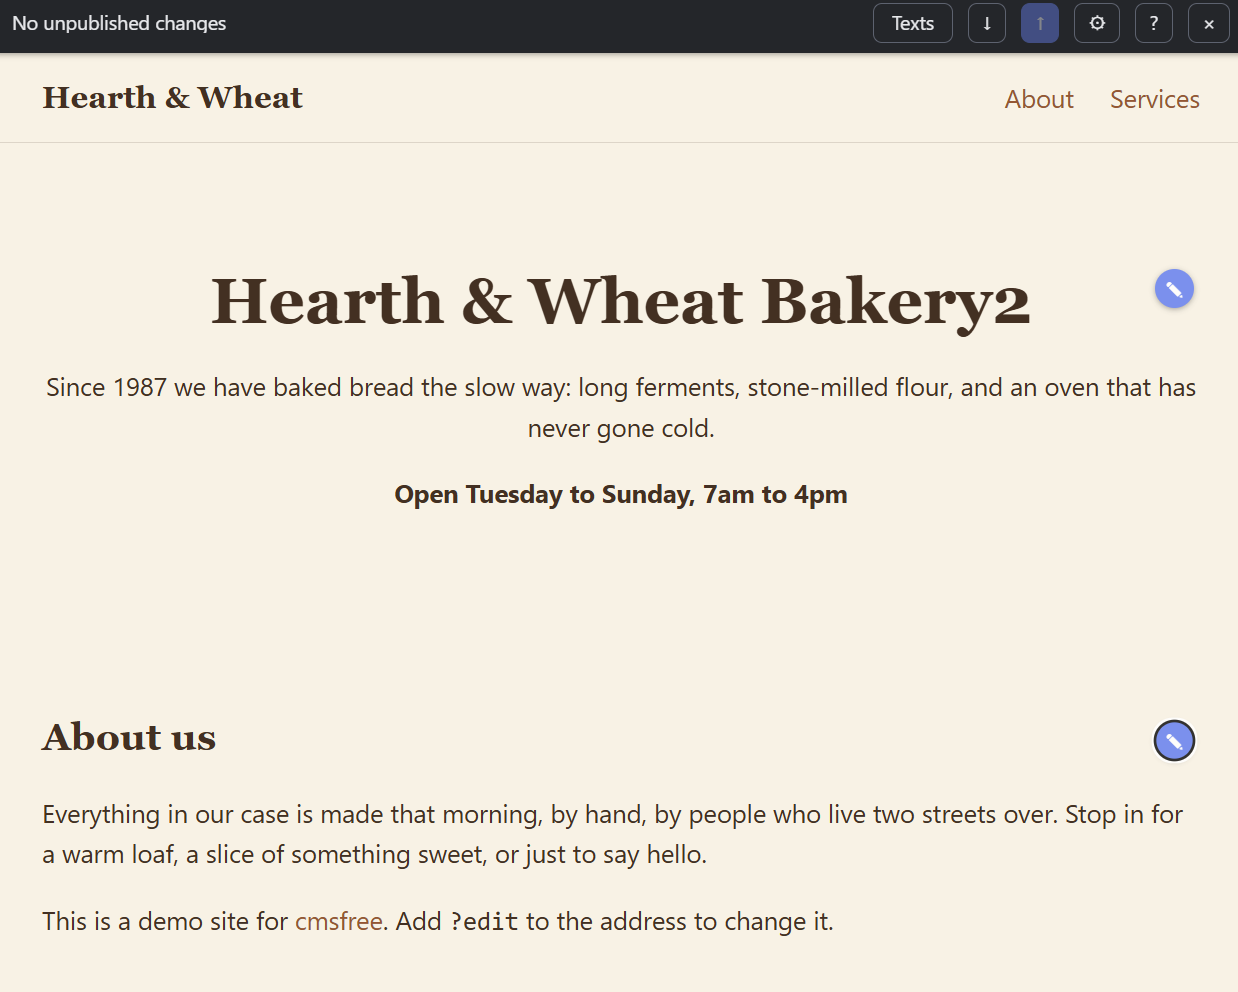 No unpublished changes
Texts ↓ ↑ ⚙ ? ×
Hearth & Wheat
About Services
Hearth & Wheat Bakery2
Since 1987 we have baked bread the slow way: long ferments, stone-milled flour, and an oven that has
never gone cold.
Open Tuesday to Sunday, 7am to 4pm
About us
Everything in our case is made that morning, by hand, by people who live two streets over. Stop in for
a warm loaf, a slice of something sweet, or just to say hello.
This is a demo site for cmsfree. Add ?edit to the address to change it.